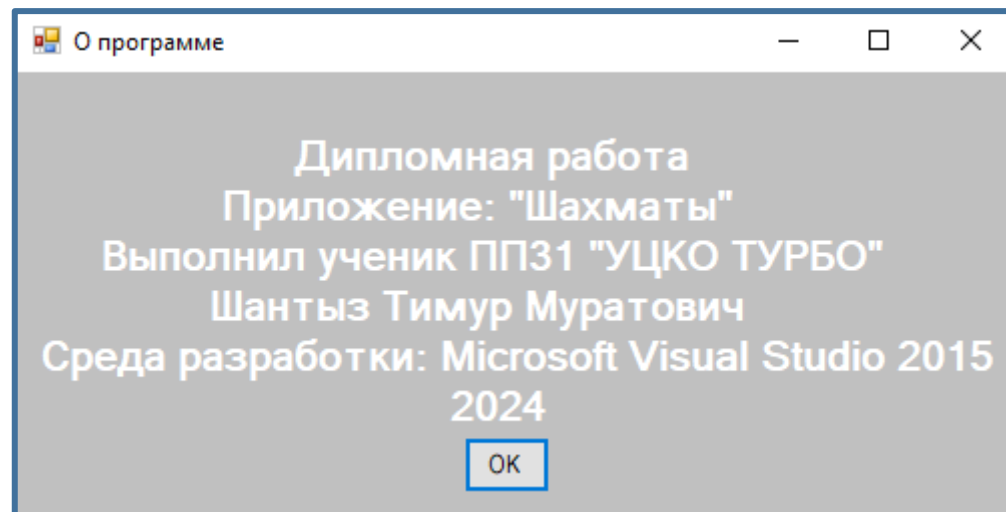 О программе
Дипломная работа
Приложение: "Шахматы"
Выполнил ученик ПП31 "УЦКО ТУРБО"
Шантыз Тимур Муратович
Среда разработки: Microsoft Visual Studio 2015
2024
OK